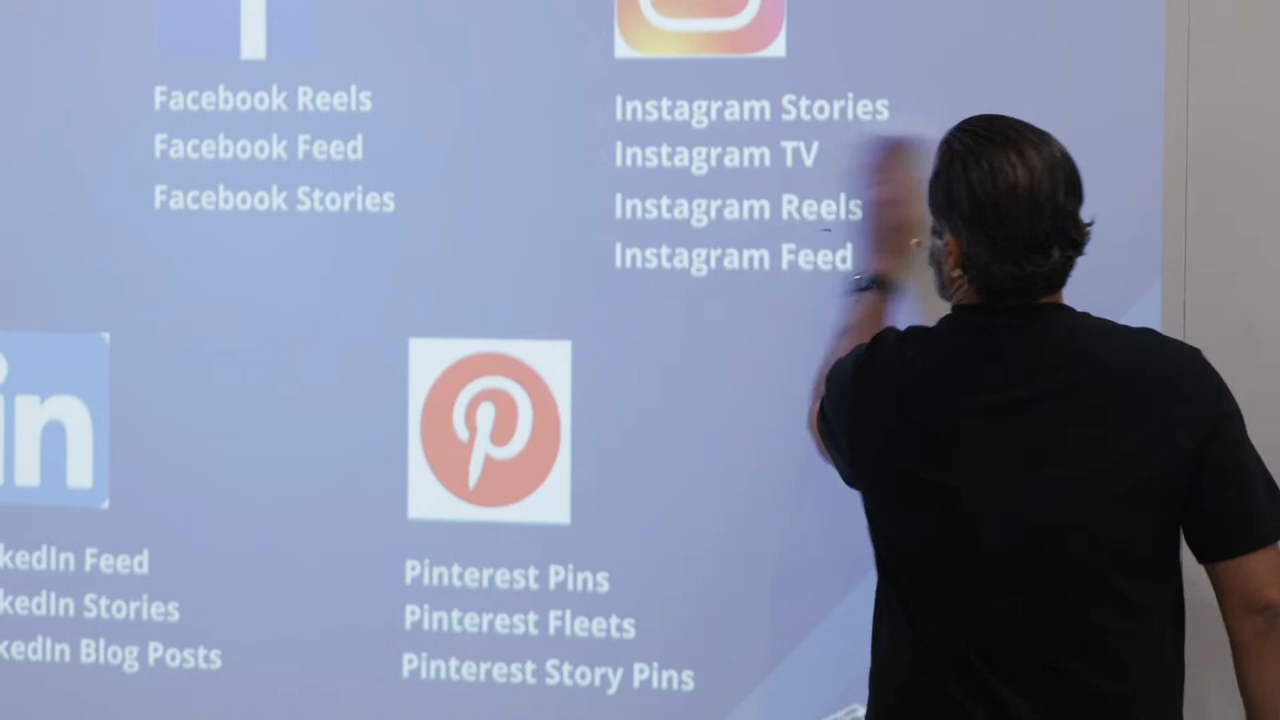 Facebook Reels
Facebook Feed
Facebook Stories
Instagram Stories
Instagram TV
Instagram Reels
Instagram Feed
in
kedIn Feed
kedIn Stories
kedIn Blog Posts
Pinterest Pins
Pinterest Fleets
Pinterest Story Pins